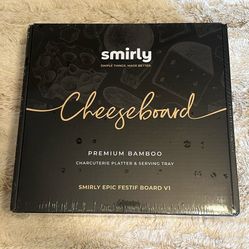 smirly
SIMPLE THINGS, MADE BETTER
Cheeseboard
PREMIUM BAMBOO
CHARCUTERIE PLATTER & SERVING TRAY
SMIRLY EPIC FESTIF BOARD V1